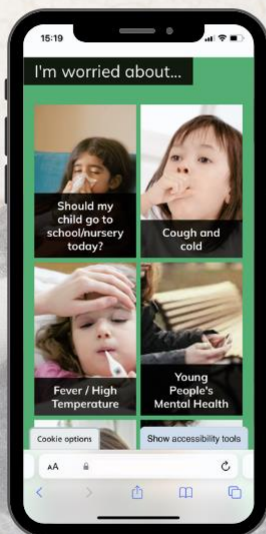 15:19
I'm worried about...
Should my
child go to
school/nursery
today?
Cough and
cold
Fever / High
Temperature
Young
People's
Mental Health
Cookie options
Show accessibility tools
AA